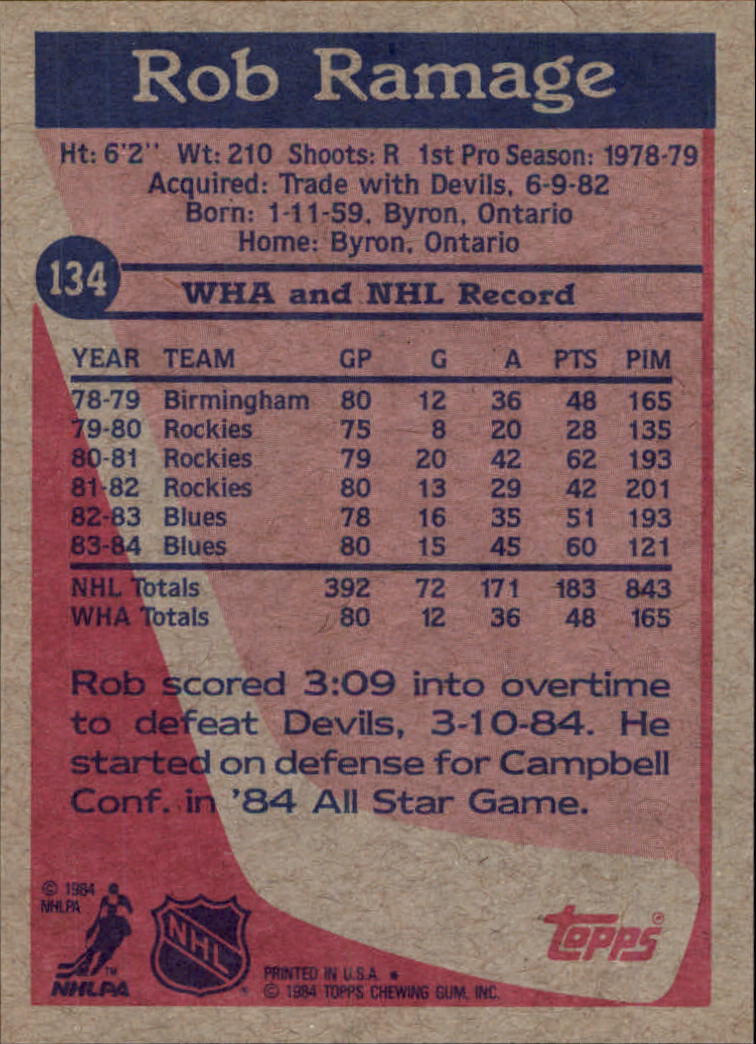 Rob Ramage
Ht: 6'2'' Wt: 210 Shoots: R 1st Pro Season: 1978-79
Acquired: Trade with Devils, 6-9-82
Born: 1-11-59, Byron, Ontario
Home: Byron, Ontario
134
WHA and NHL Record
YEAR TEAM GP G A PTS PIM
78-79 Birmingham 80 12 36 48 165
79-80 Rockies 75 8 20 28 135
80-81 Rockies 79 20 42 62 193
81-82 Rockies 80 13 29 42 201
82-83 Blues 78 16 35 51 193
83-84 Blues 80 15 45 60 121
NHL Totals 392 72 171 183 843
WHA Totals 80 12 36 48 165
Rob scored 3:09 into overtime
to defeat Devils, 3-10-84. He
started on defense for Campbell
Conf. in '84 All Star Game.
© 1984
NHLPA
™
NHLPA
NHL
®
topps®
PRINTED IN U.S.A. *
© 1984 TOPPS CHEWING GUM, INC.